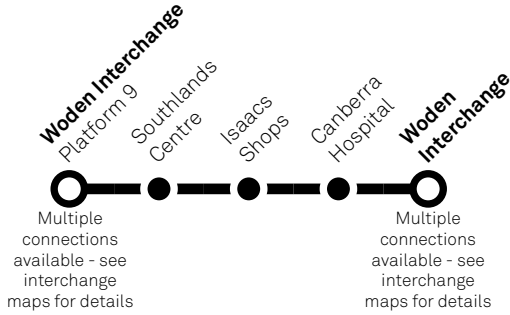 Woden Interchange
Platform 9
Southlands
Centre
Isaacs
Shops
Canberra
Hospital
Woden
Interchange
Multiple
connections
available - see
interchange
maps for details
Multiple
connections
available - see
interchange
maps for details